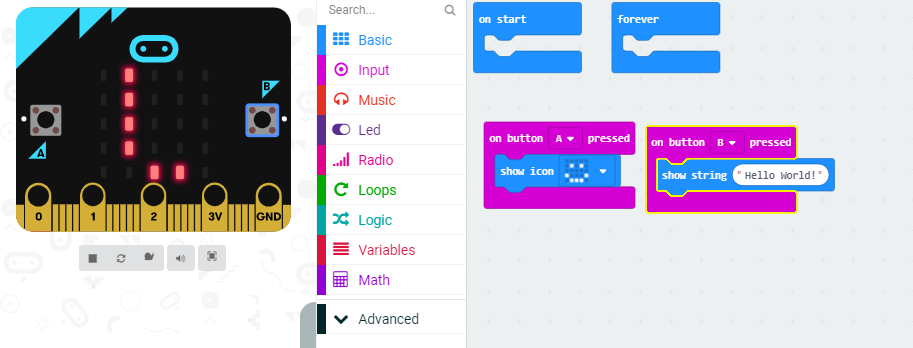 Search...
Basic
Input
Music
Led
Radio
Loops
Logic
Variables
Math
Advanced
B
A
0 1 2 3V GND
on start
forever
on button A pressed
show icon
on button B pressed
show string "Hello World!"